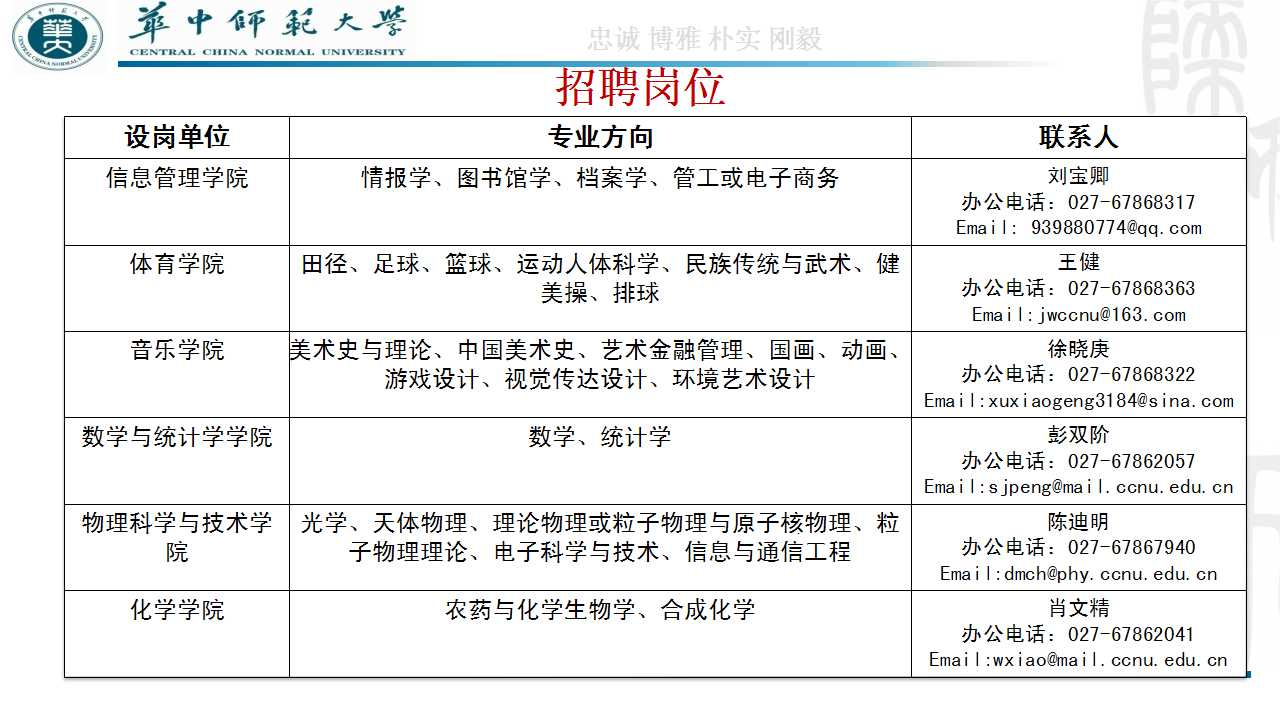 華中師範大學
CENTRAL CHINA NORMAL UNIVERSITY
忠诚 博雅 朴实 刚毅
招聘岗位
设岗单位
专业方向
联系人
信息管理学院
情报学、图书馆学、档案学、管工或电子商务
刘宝卿
办公电话：027-67868317
Email: 939880774@qq.com
体育学院
田径、足球、篮球、运动人体科学、民族传统与武术、健
美操、排球
王健
办公电话：027-67868363
Email:jwccnu@163.com
音乐学院
美术史与理论、中国美术史、艺术金融管理、国画、动画、
游戏设计、视觉传达设计、环境艺术设计
徐晓庚
办公电话：027-67868322
Email:xuxiaogeng3184@sina.com
数学与统计学学院
数学、统计学
彭双阶
办公电话：027-67862057
Email:sjpeng@mail.ccnu.edu.cn
物理科学与技术学
院
光学、天体物理、理论物理或粒子物理与原子核物理、粒
子物理理论、电子科学与技术、信息与通信工程
陈迪明
办公电话：027-67867940
Email:dmch@phy.ccnu.edu.cn
化学学院
农药与化学生物学、合成化学
肖文精
办公电话：027-67862041
Email:wxiao@mail.ccnu.edu.cn